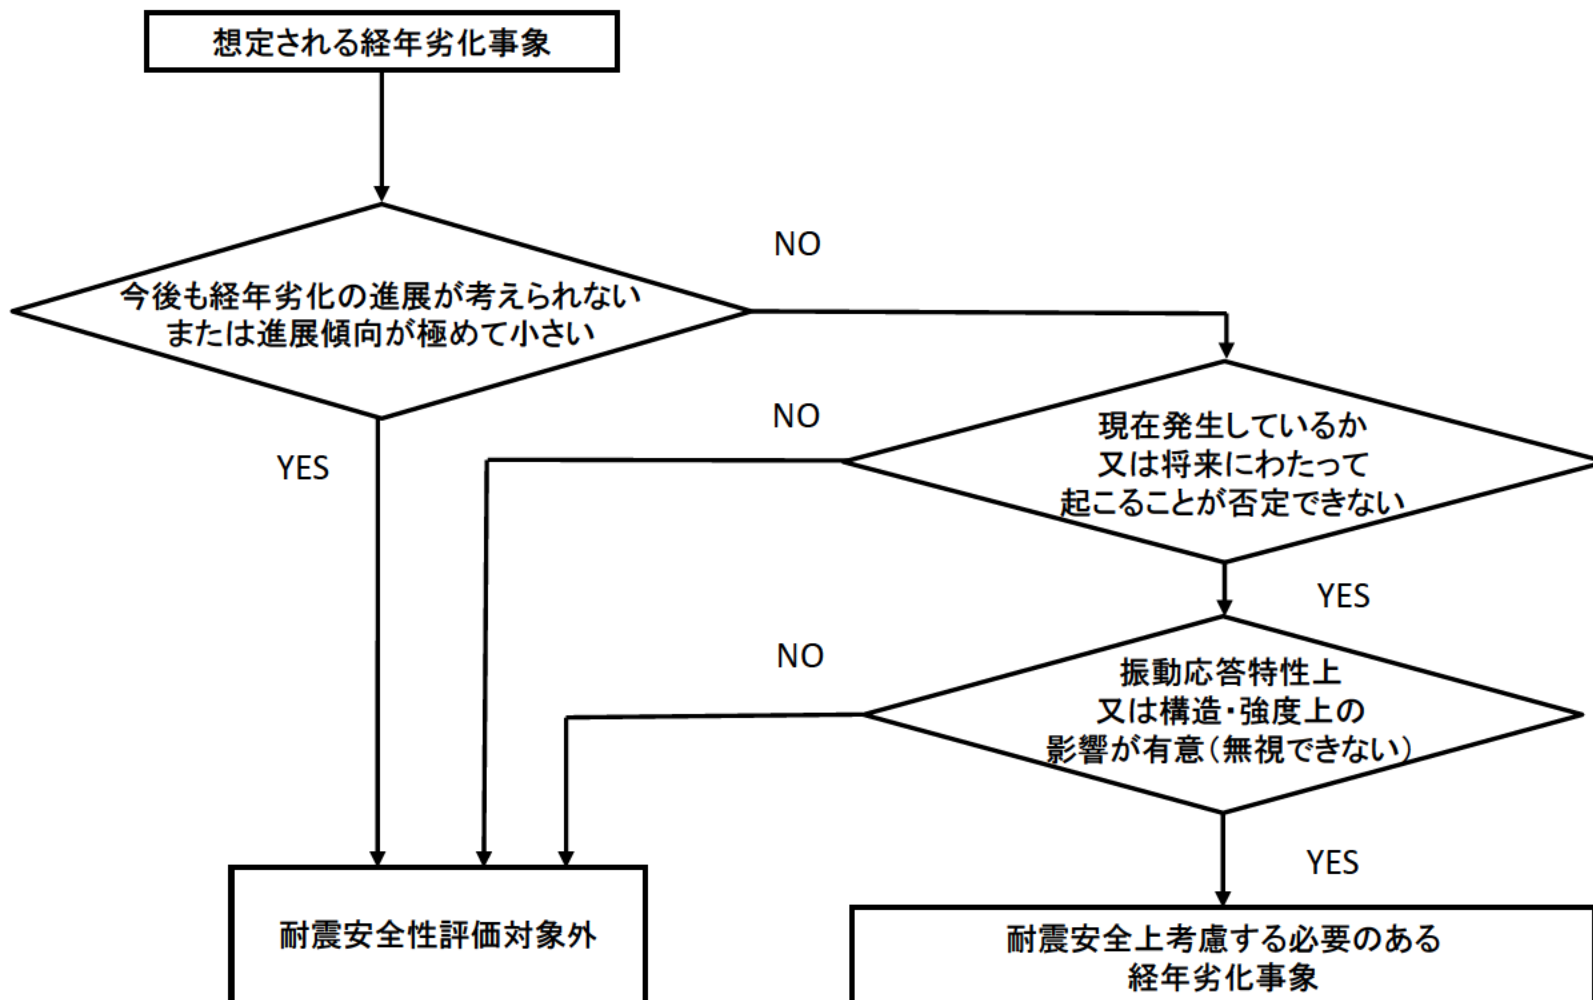 想定される経年劣化事象
NO
今後も経年劣化の進展が考えられない
または進展傾向が極めて小さい
NO
現在発生しているか
又は将来にわたって
起こることが否定できない
YES
YES
NO
振動応答特性上
又は構造・強度上の
影響が有意(無視できない)
YES
耐震安全性評価対象外
耐震安全上考慮する必要のある
経年劣化事象